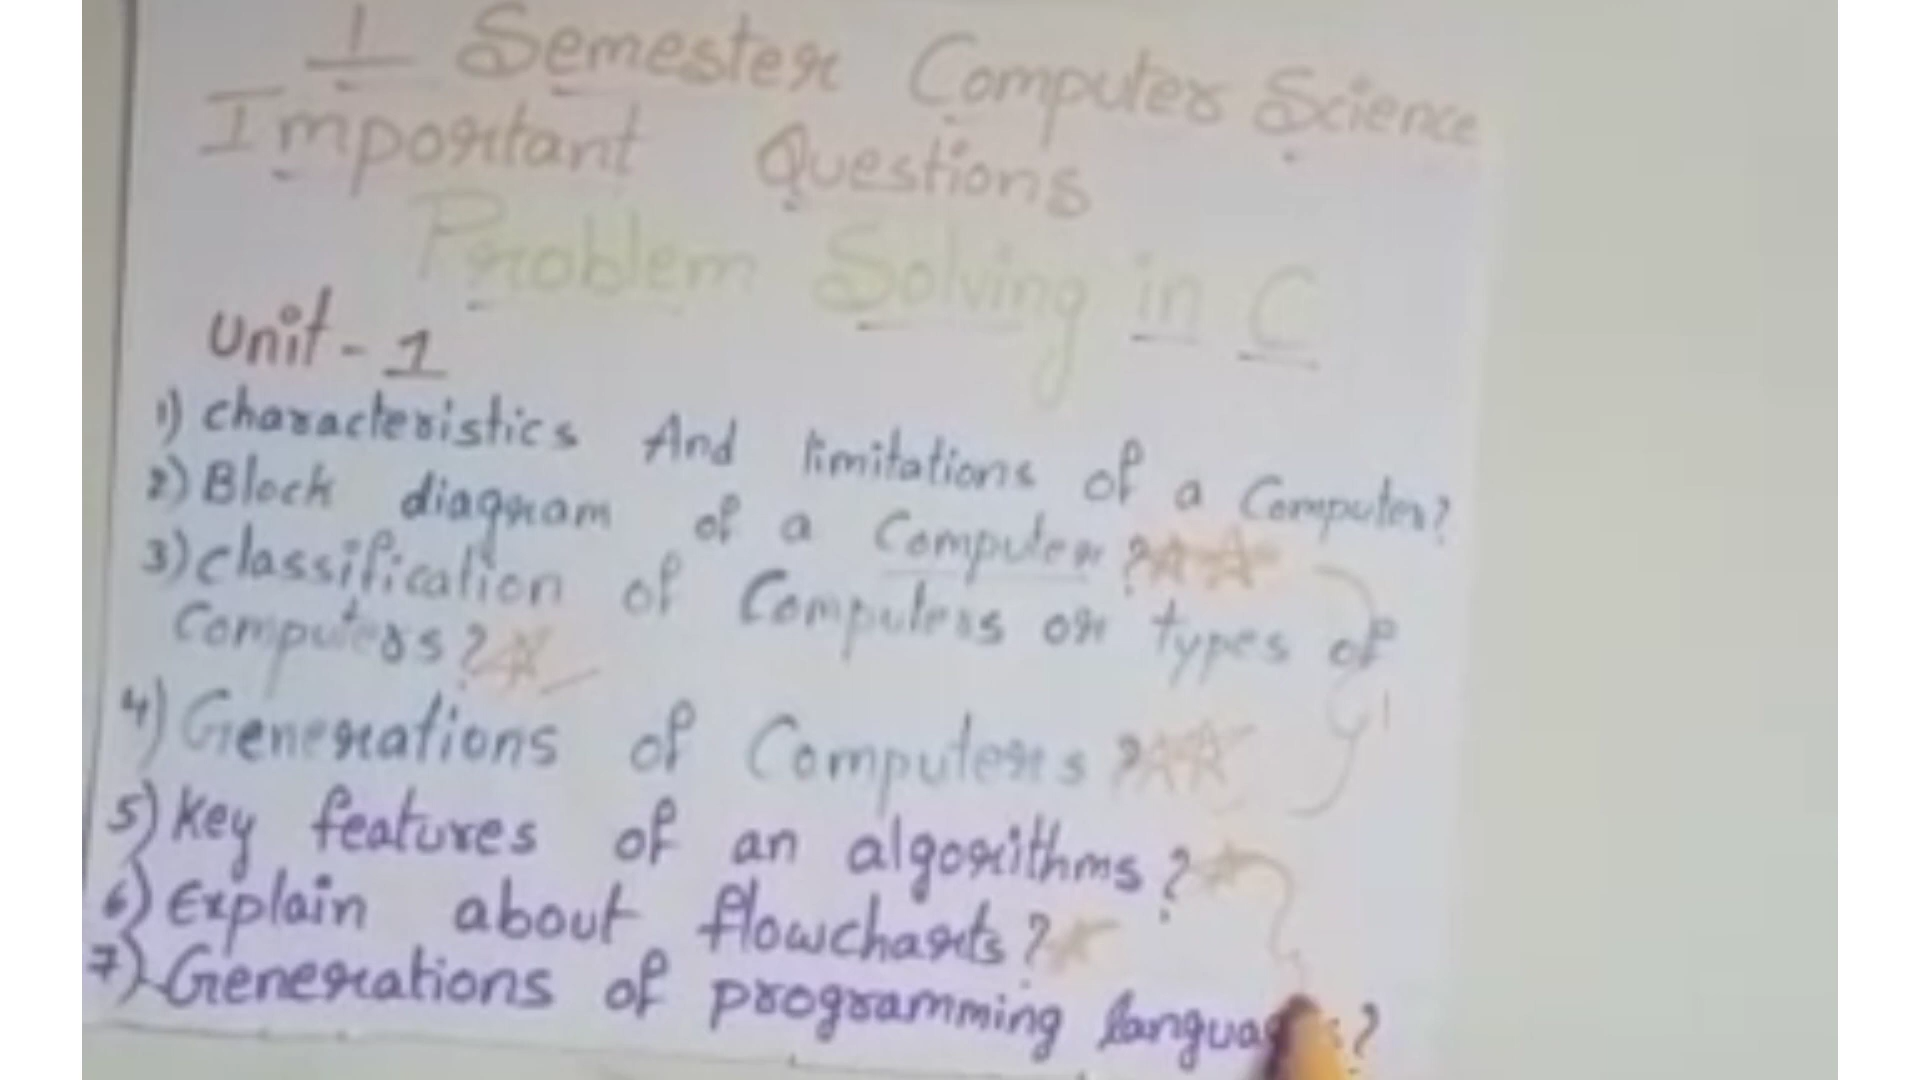 1 Semester Computer Science
Important Questions
Problem Solving in C
Unit - 1
1) Characteristics And limitations of a Computer?
2) Block diagram of a Computer?
3) Classification of Computers or types of
Computers?
4) Generations of Computers?
5) Key features of an algorithms?
6) Explain about flowcharts?
7) Generations of programming ?